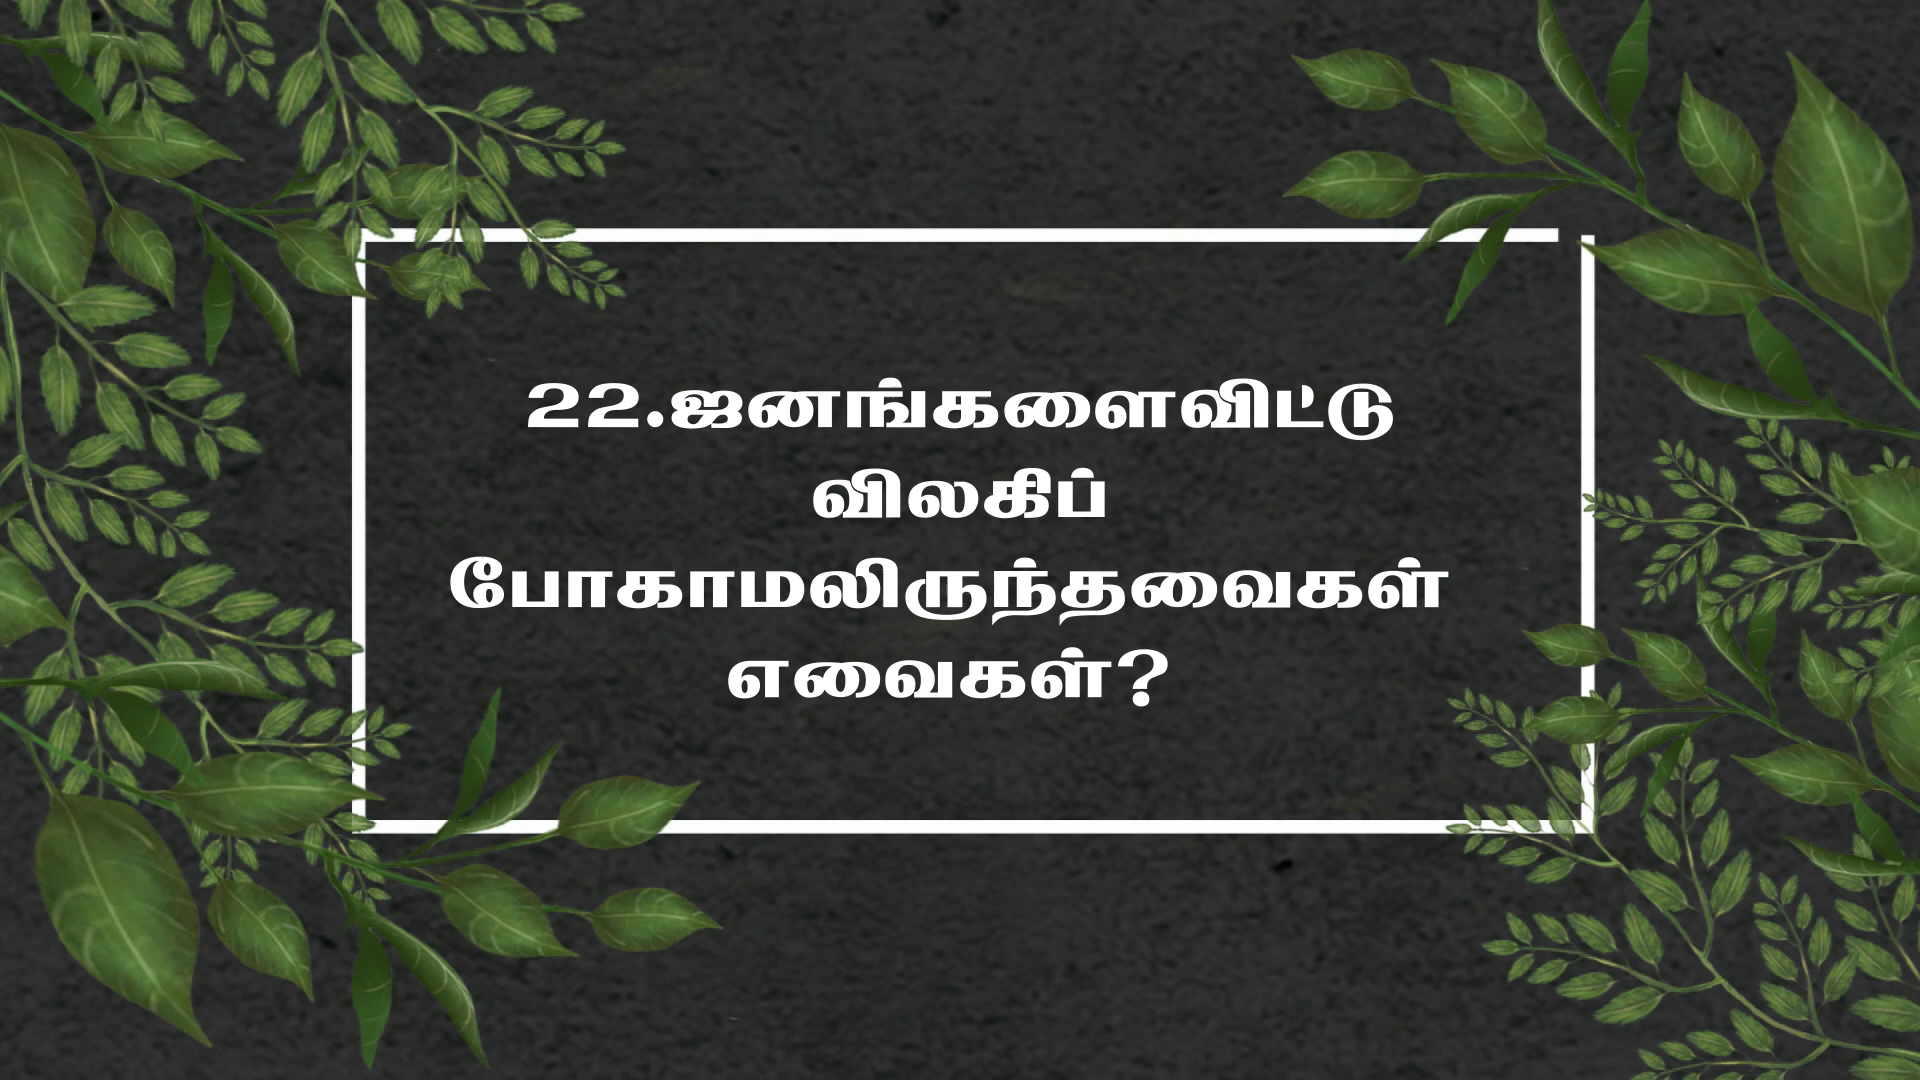 22.ஜனங்களைவிட்டு
விலகிப்
போகாமலிருந்தவைகள்
எவைகள்?